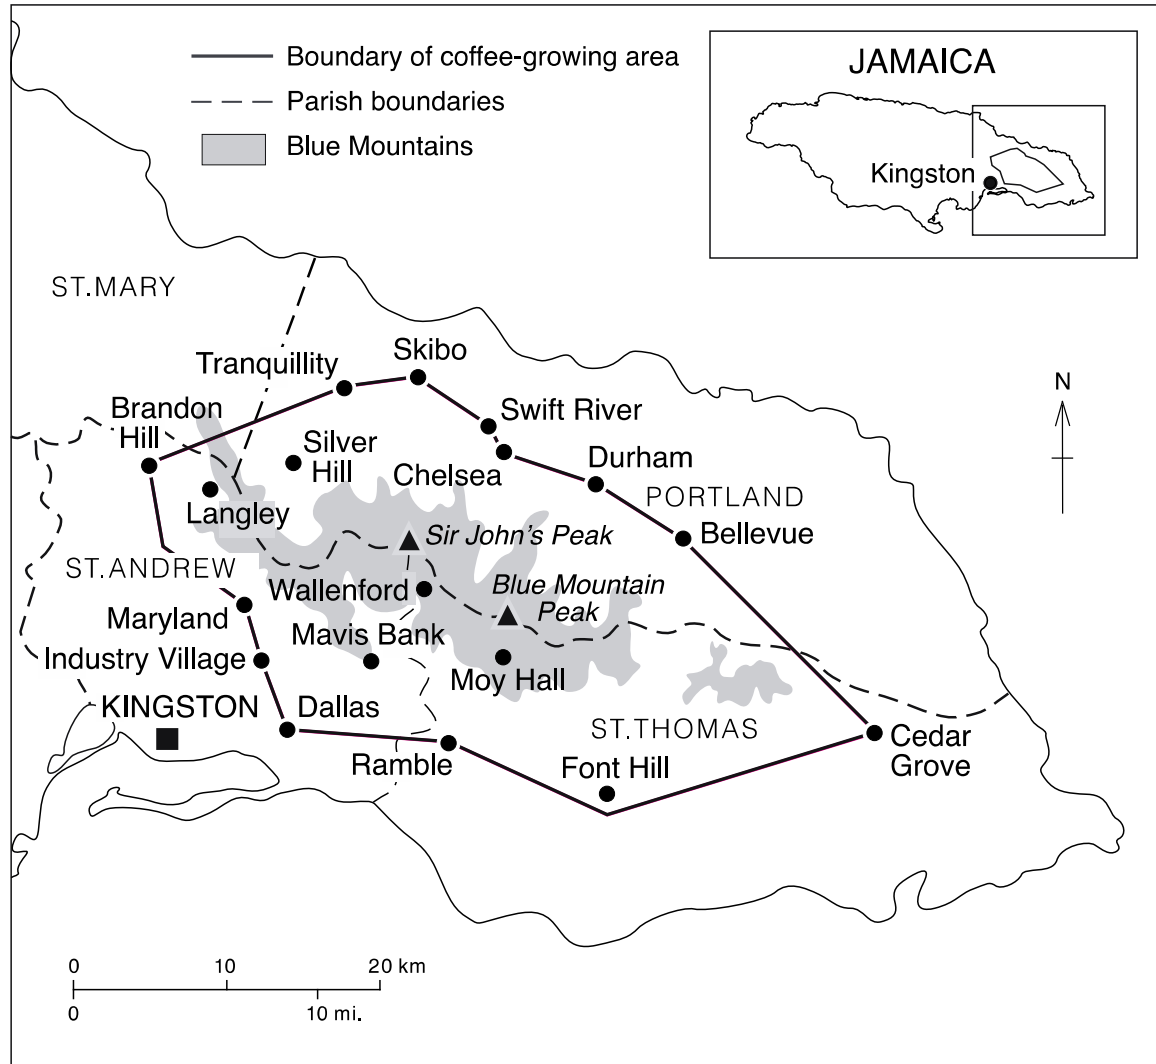 Boundary of coffee-growing area
Parish boundaries
Blue Mountains
JAMAICA
Kingston
ST.MARY
Skibo
Tranquillity
N
Brandon
Hill
Swift River
Silver
Hill
Chelsea
Durham
PORTLAND
Langley
Bellevue
Sir John's Peak
ST.ANDREW
Wallenford
Blue Mountain
Peak
Maryland
Mavis Bank
Industry Village
Moy Hall
KINGSTON
Dallas
ST.THOMAS
Ramble
Font Hill
Cedar
Grove
0 10 20 km
0 10 mi.